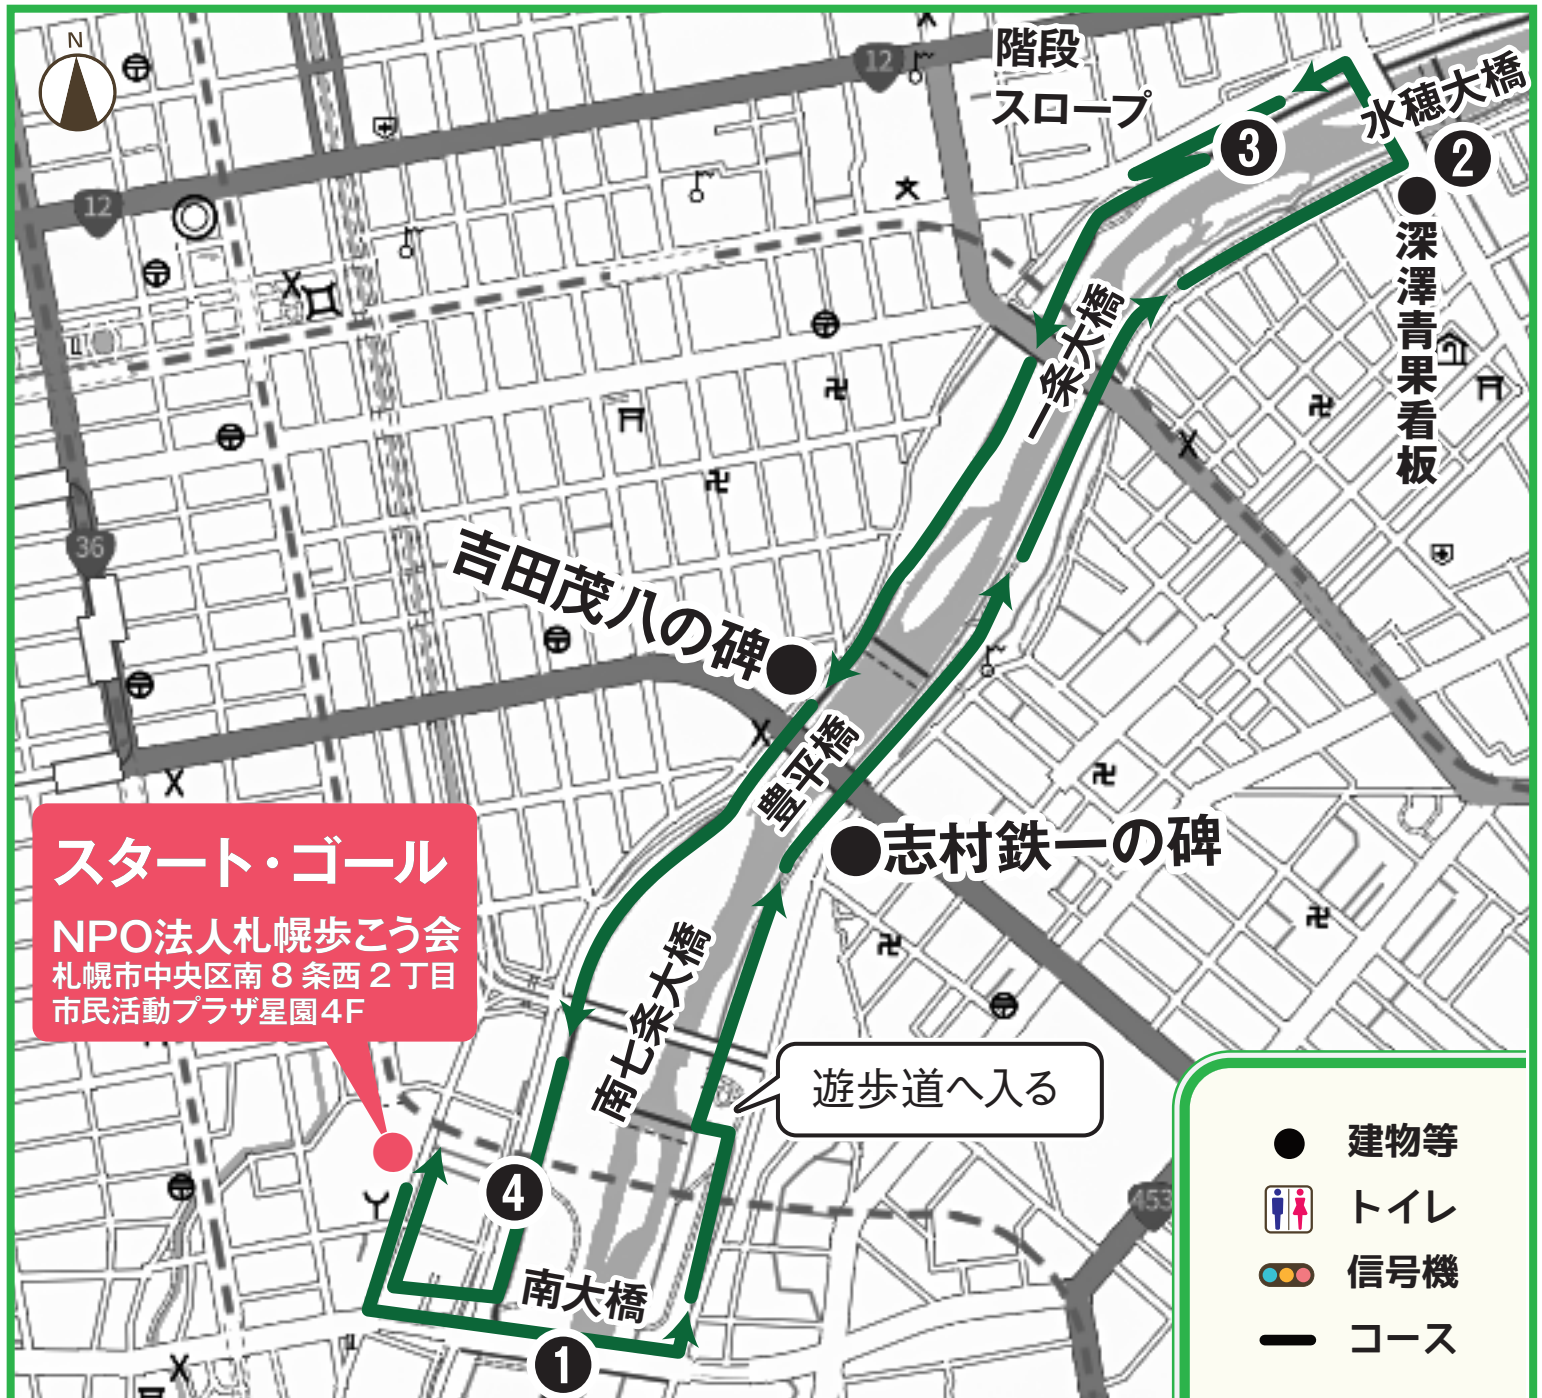 N
階段
スロープ
12
水穂大橋
3
2
12
深澤青果看板
一条大橋
36
吉田茂八の碑
豊平橋
志村鉄一の碑
スタート・ゴール
NPO法人札幌歩こう会
札幌市中央区南8条西2丁目
市民活動プラザ星園4F
南七条大橋
遊歩道へ入る
453
4
南大橋
1
建物等
トイレ
信号機
コース